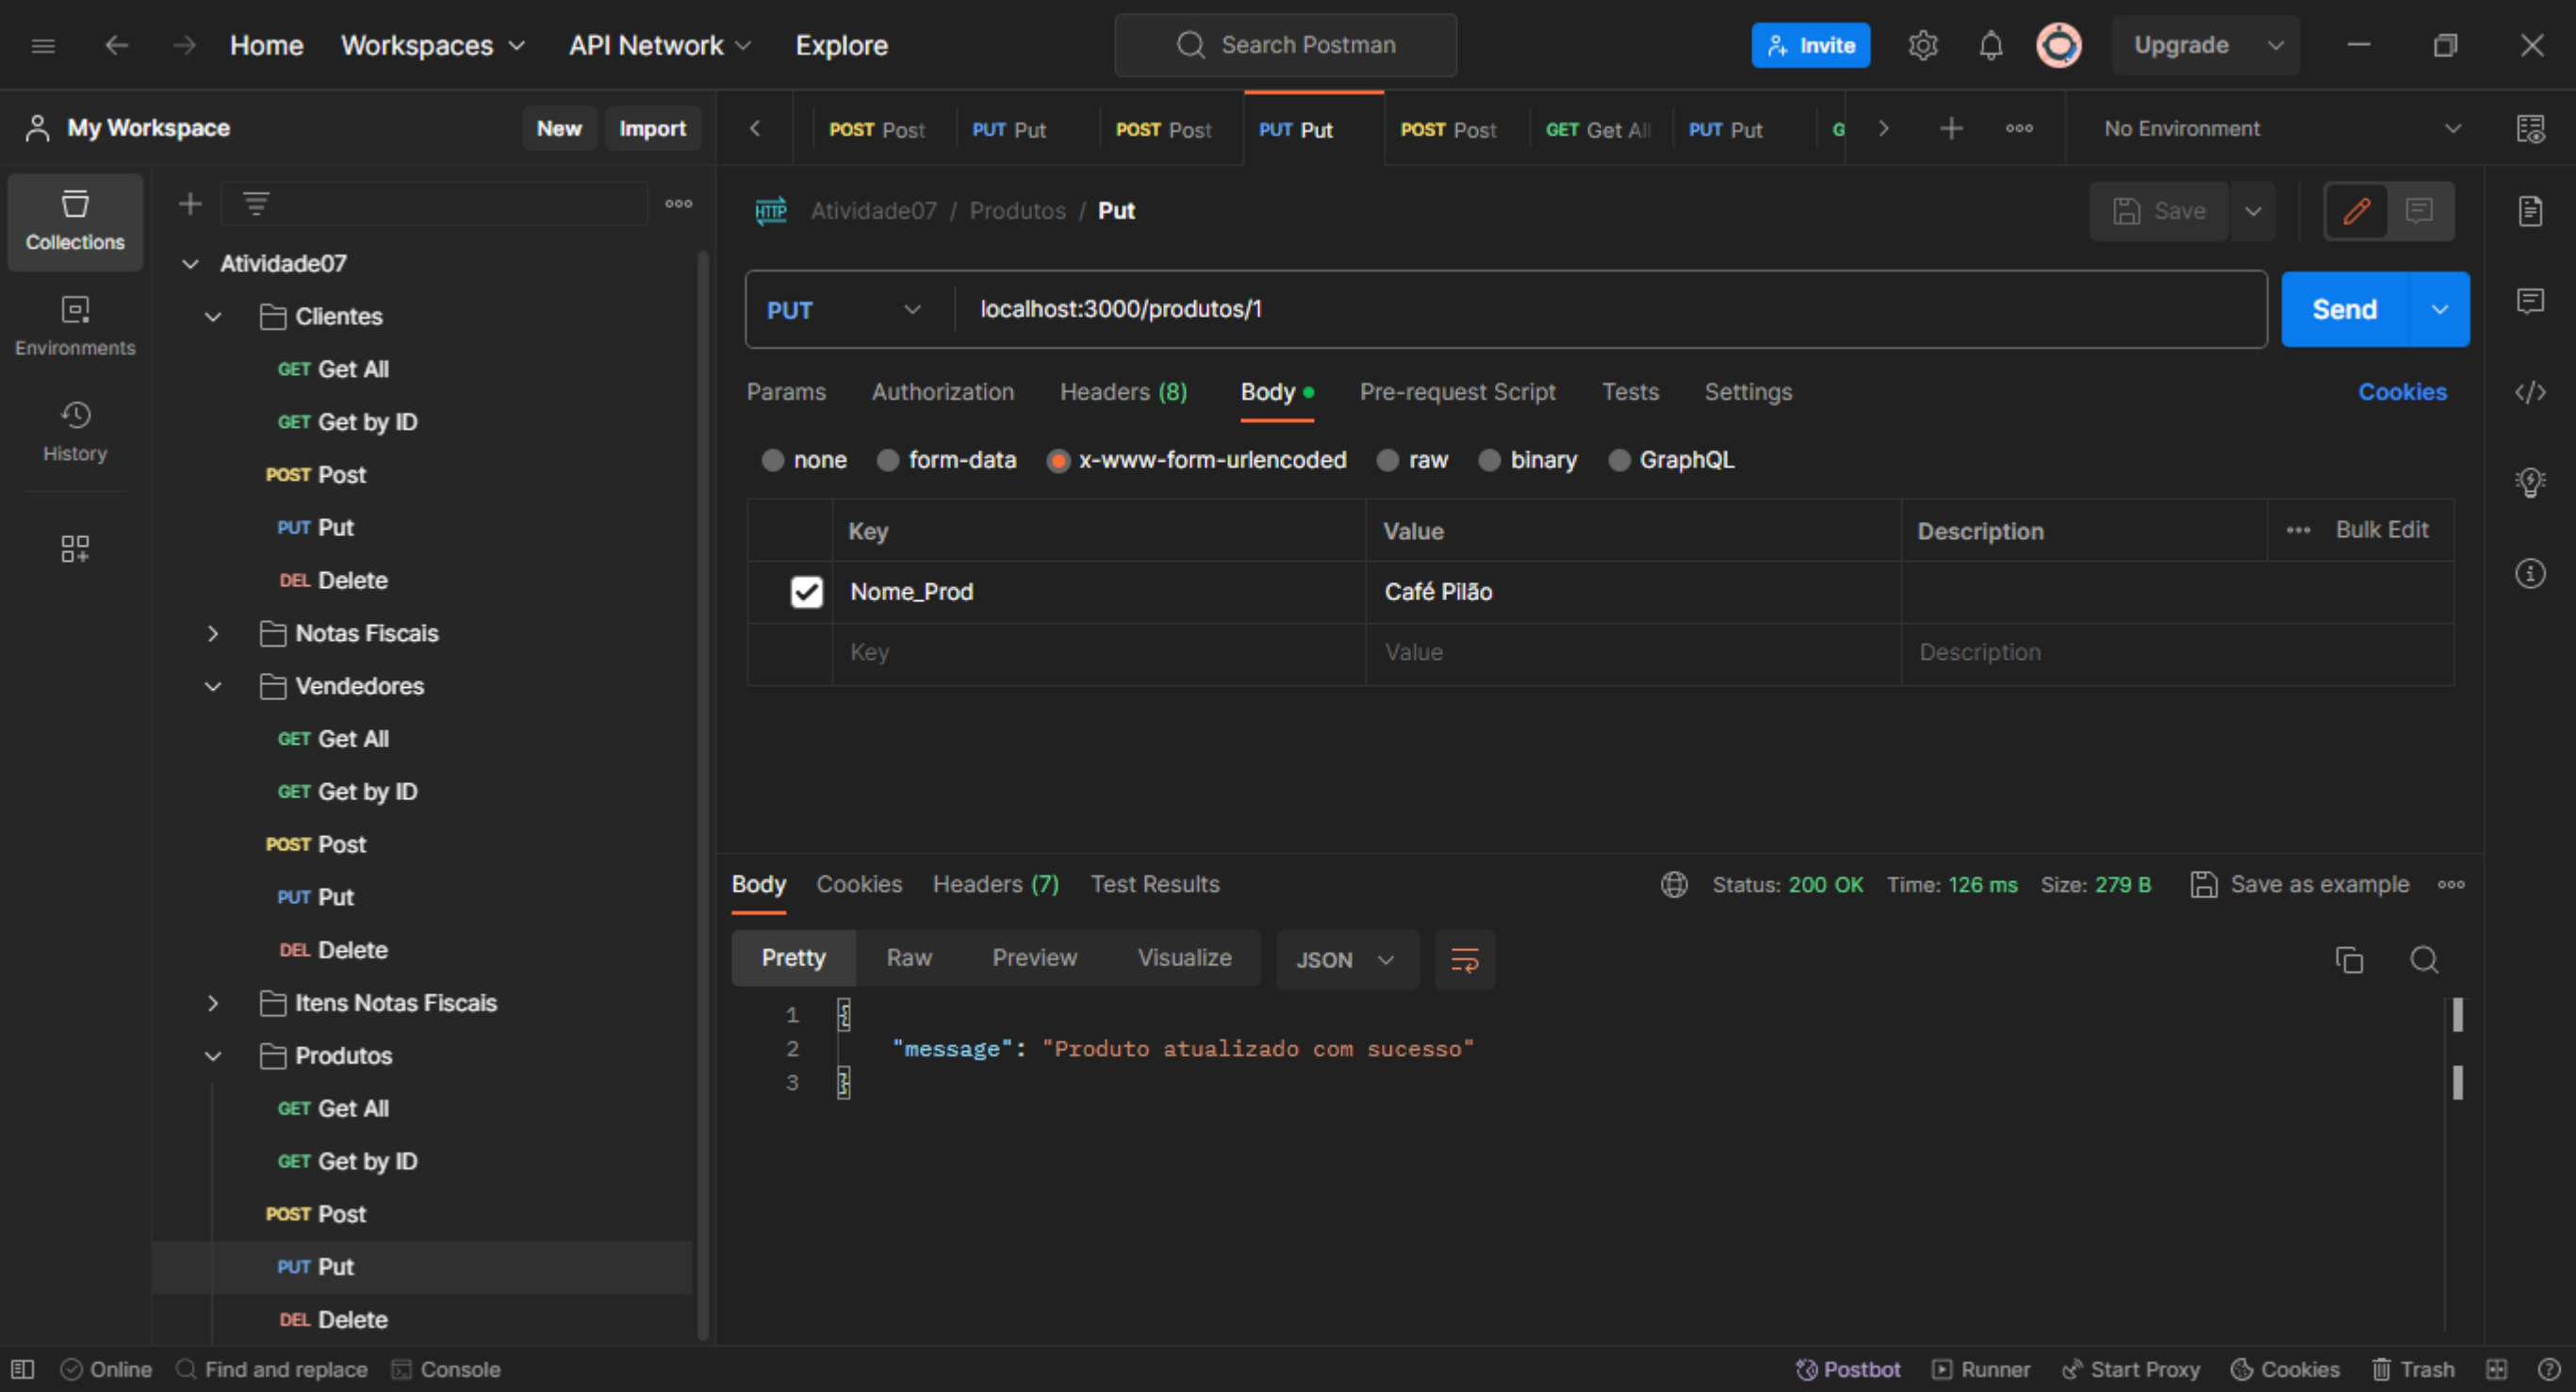 Home Workspaces API Network Explore Search Postman Invite Upgrade
My Workspace New Import
POST Post PUT Put POST Post PUT Put POST Post GET Get All PUT Put G No Environment
Collections
Environments
History
Atividade07
Clientes
GET Get All
GET Get by ID
POST Post
PUT Put
DEL Delete
Notas Fiscais
Vendedores
GET Get All
GET Get by ID
POST Post
PUT Put
DEL Delete
Itens Notas Fiscais
Produtos
GET Get All
GET Get by ID
POST Post
PUT Put
DEL Delete
HTTP Atividade07 / Produtos / Put Save
PUT localhost:3000/produtos/1 Send
Params Authorization Headers (8) Body Pre-request Script Tests Settings Cookies
none form-data x-www-form-urlencoded raw binary GraphQL
Key Value Description Bulk Edit
Nome_Prod Café Pilão
Key Value Description
Body Cookies Headers (7) Test Results Status: 200 OK Time: 126 ms Size: 279 B Save as example
Pretty Raw Preview Visualize JSON
1 {
2 "message": "Produto atualizado com sucesso"
3 }
Online Find and replace Console Postbot Runner Start Proxy Cookies Trash